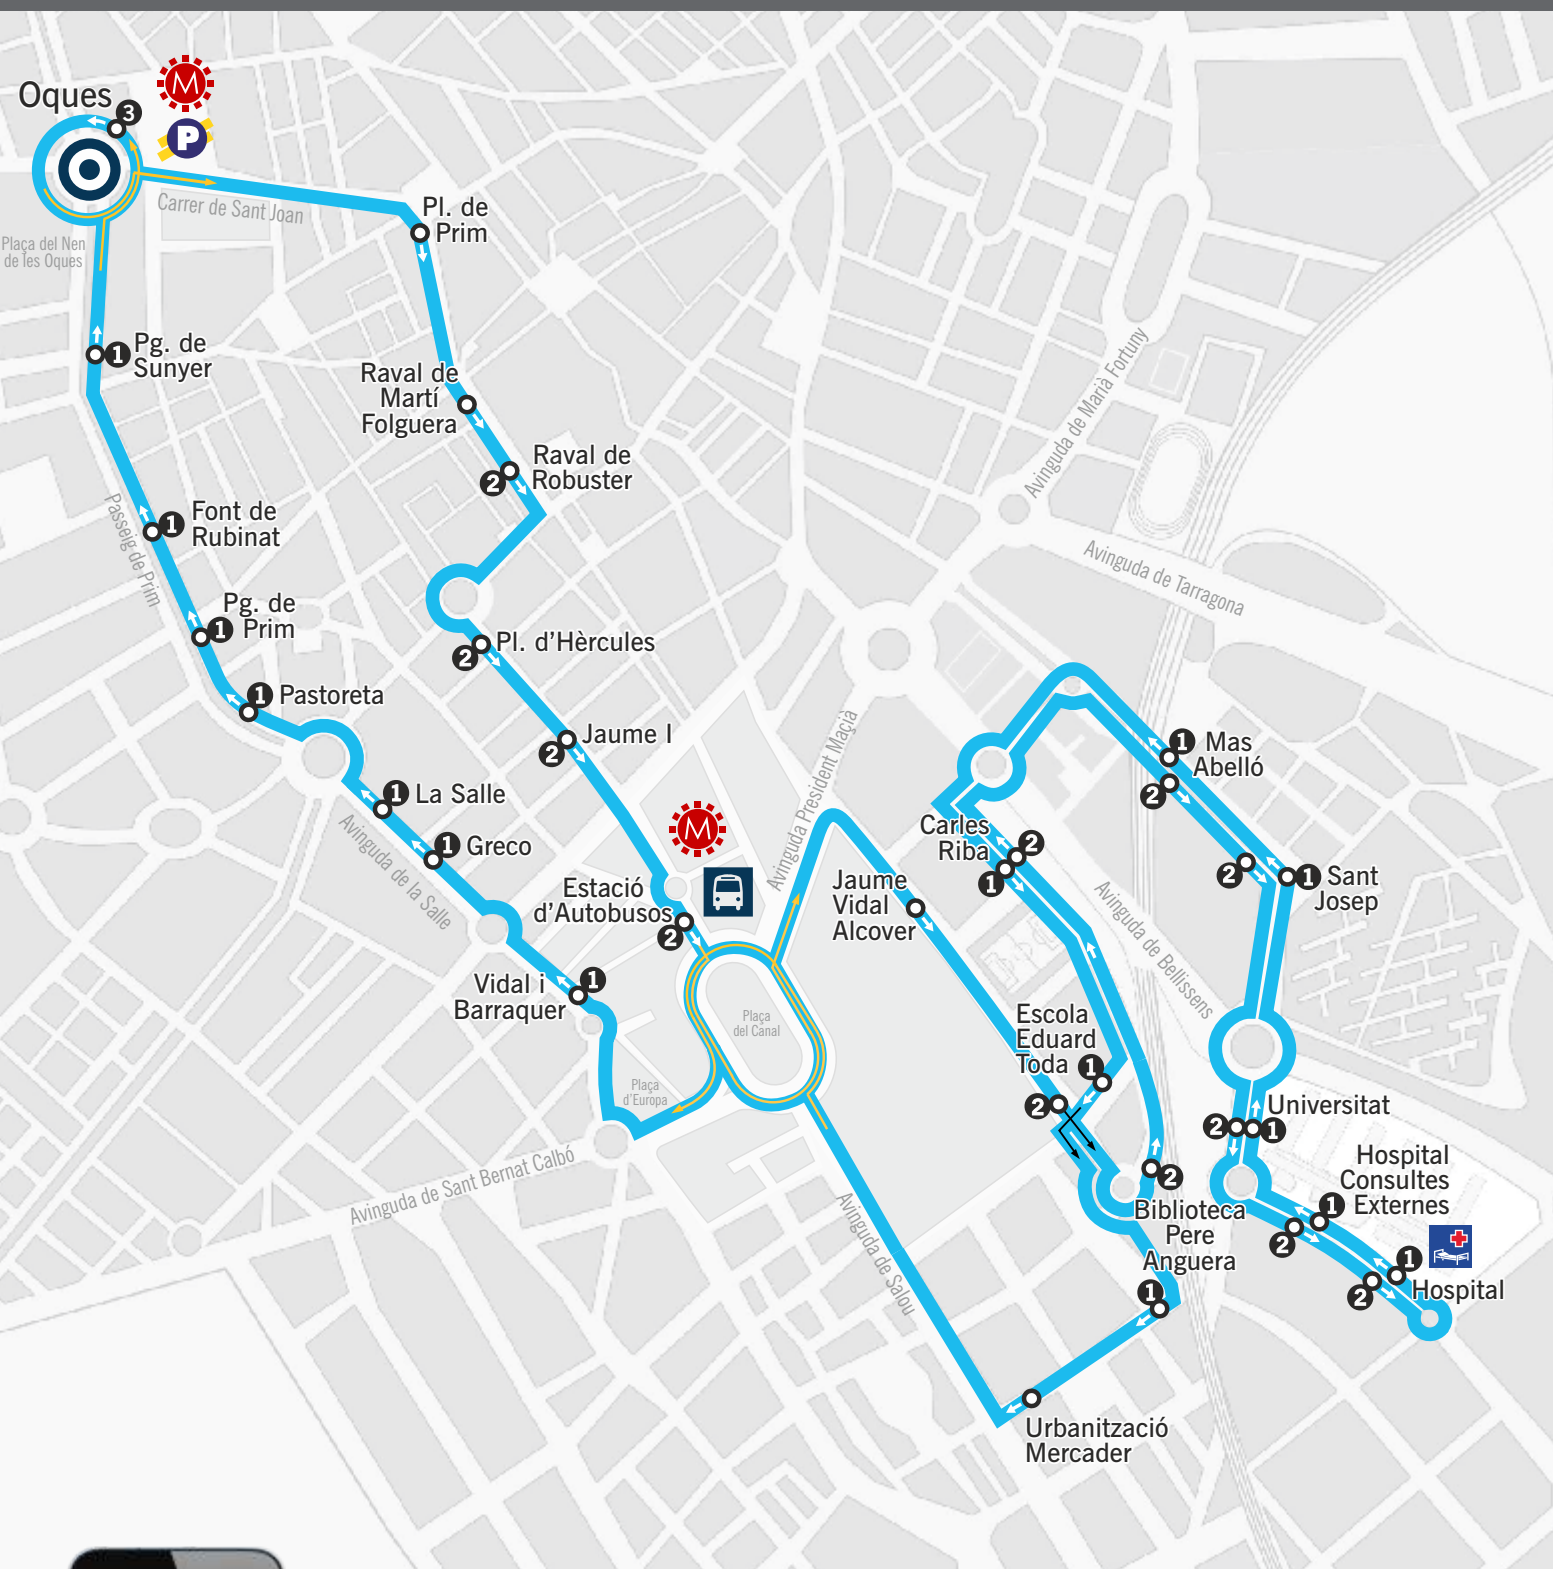 Oques
3
M
P
Carrer de Sant Joan
Plaça del Nen
de les Oques
Pl. de
Prim
1
Pg. de
Sunyer
Raval de
Martí
Folguera
Raval de
Robuster
2
Avinguda de Marià Fortuny
Passeig de Prim
1
Font de
Rubinat
Avinguda de Tarragona
Pg. de
Prim
1
Pl. d'Hèrcules
2
1
Pastoreta
Jaume I
2
Avinguda President Macià
1
Mas
Abelló
2
1
La Salle
M
Avinguda de la Salle
1
Greco
Carles
Riba
2
1
Estació
d'Autobusos
2
Jaume
Vidal
Alcover
Avinguda de Bellissens
2
1
Sant
Josep
Vidal i
Barraquer
1
Plaça
del Canal
Escola
Eduard
Toda
1
2
Plaça
d'Europa
Universitat
2
1
Avinguda de Sant Bernat Calbó
Hospital
Consultes
Externes
1
2
2
Biblioteca
Pere
Anguera
1
Avinguda de Salou
1
Hospital
2
Urbanització
Mercader